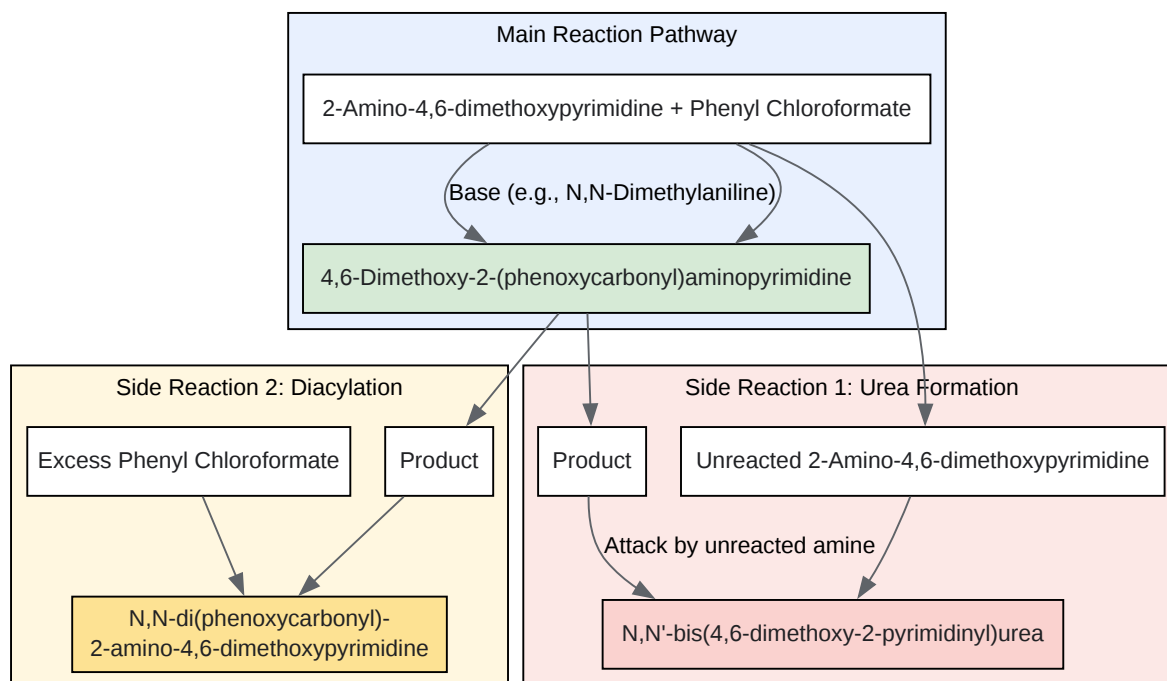 Main Reaction Pathway
2-Amino-4,6-dimethoxypyrimidine + Phenyl Chloroformate
Base (e.g., N,N-Dimethylaniline)
4,6-Dimethoxy-2-(phenoxycarbonyl)aminopyrimidine
Side Reaction 2: Diacylation
Excess Phenyl Chloroformate
Product
N,N-di(phenoxycarbonyl)-
2-amino-4,6-dimethoxypyrimidine
Side Reaction 1: Urea Formation
Product
Unreacted 2-Amino-4,6-dimethoxypyrimidine
Attack by unreacted amine
N,N'-bis(4,6-dimethoxy-2-pyrimidinyl)urea